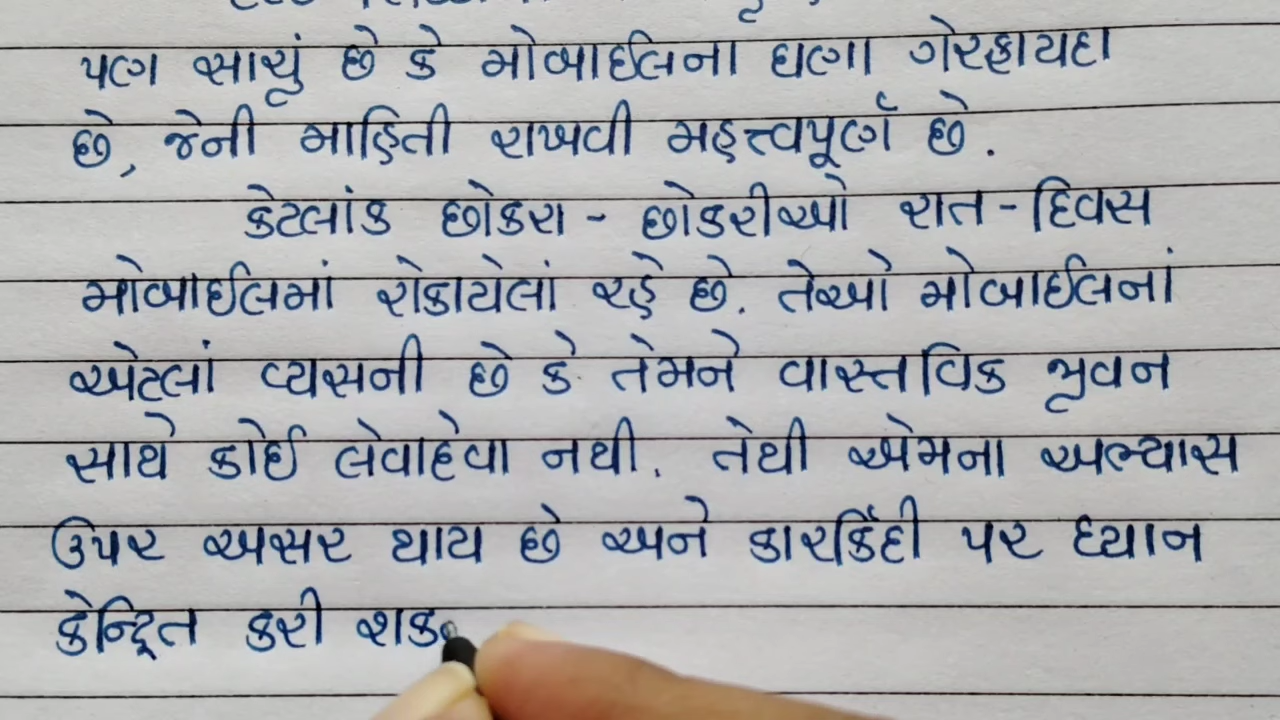 પણ સાચું છે કે મોબાઈલના ઘણા ગેરફાયદા
છે, જેની માહિતી રાખવી મહત્ત્વપૂર્ણ છે.
કેટલાંક છોકરા - છોકરીઓ રાત - દિવસ
મોબાઈલમાં રોકાયેલાં રહે છે. તેઓ મોબાઈલનાં
એટલાં વ્યસની છે કે તેમને વાસ્તવિક જીવન
સાથે કોઈ લેવાદેવા નથી. તેથી એમના અભ્યાસ
ઉપર અસર થાય છે અને કારકિર્દી પર ધ્યાન
કેન્દ્રિત કરી શક